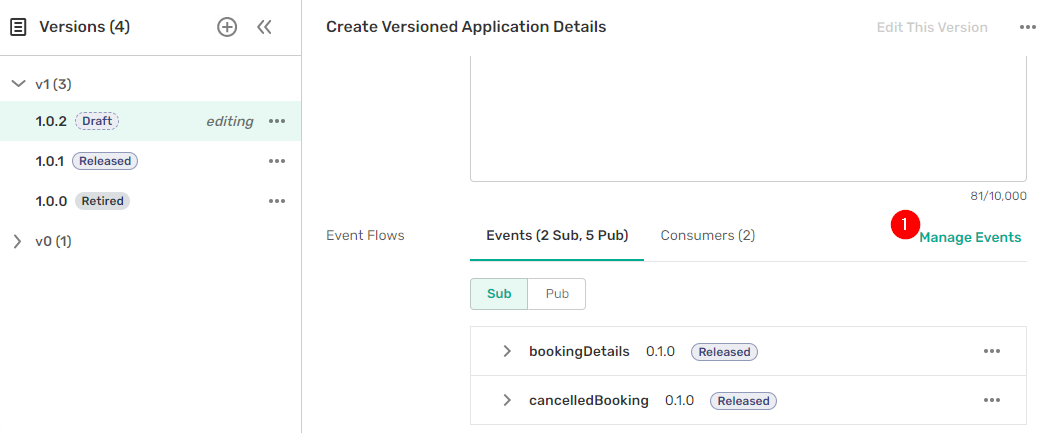 Versions (4)
v1 (3)
1.0.2 Draft editing
1.0.1 Released
1.0.0 Retired
v0 (1)
Create Versioned Application Details
Edit This Version
81/10,000
Event Flows
Events (2 Sub, 5 Pub) Consumers (2)
1
Manage Events
Sub Pub
bookingDetails 0.1.0 Released
cancelledBooking 0.1.0 Released